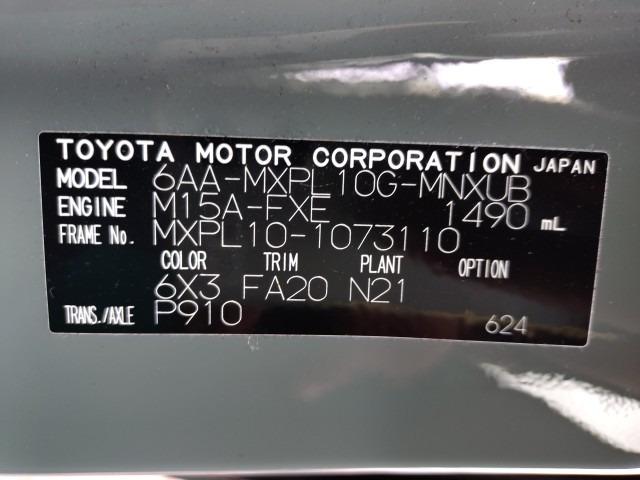 TOYOTA MOTOR CORPORATION JAPAN
MODEL 6AA-MXPL10G-MNXUB
ENGINE M15A-FXE 1490 mL
FRAME No. MXPL10-1073110
COLOR TRIM PLANT OPTION
6X3 FA20 N21
TRANS./AXLE P910 624